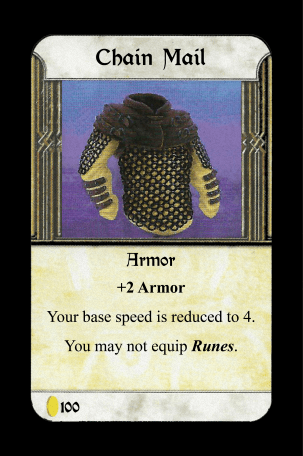 Chain Mail
Armor
+2 Armor
Your base speed is reduced to 4.
You may not equip Runes.
100